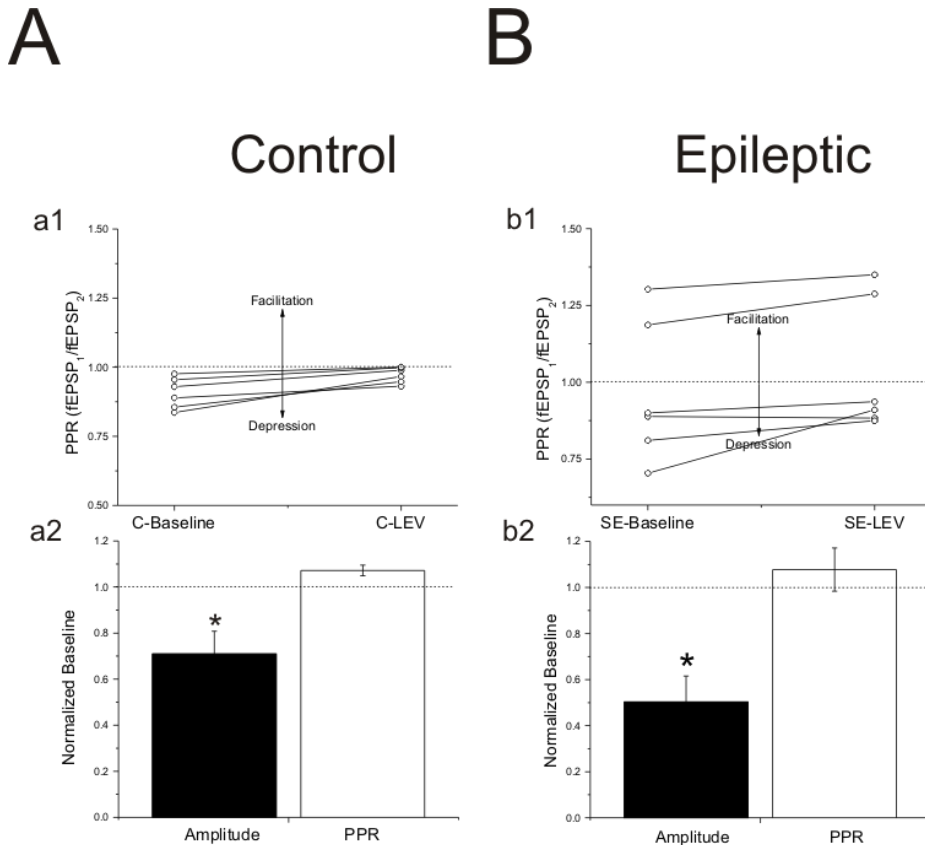 A
B
Control
Epileptic
a1
1.50
1.25
1.00
0.75
0.50
PPR (fEPSP1/fEPSP2)
Facilitation
Depression
C-Baseline
C-LEV
b1
1.50
1.25
1.00
0.75
PPR (fEPSP1/fEPSP2)
Facilitation
Depression
SE-Baseline
SE-LEV
a2
1.2
1.0
0.8
0.6
0.4
0.2
0.0
Normalized Baseline
*
Amplitude
PPR
b2
1.2
1.0
0.8
0.6
0.4
0.2
0.0
Normalized Baseline
*
Amplitude
PPR